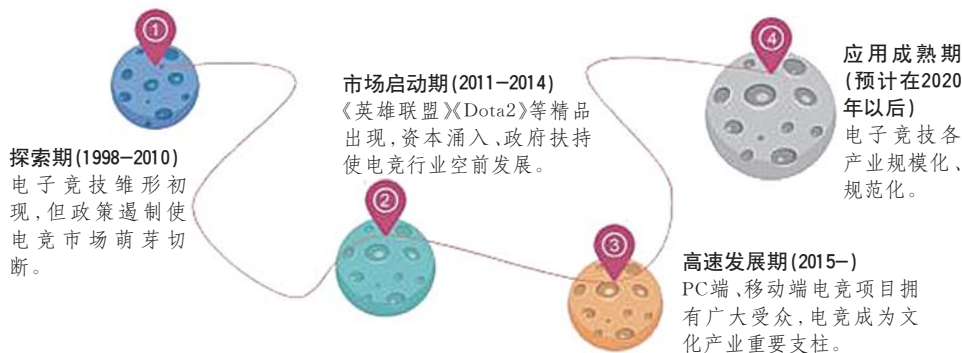 ①
探索期(1998—2010)
电子竞技雏形初
现,但政策遏制使
电竞市场萌芽切
断。
②
市场启动期(2011—2014)
《英雄联盟》《Dota2》等精品
出现,资本涌入、政府扶持
使电竞行业空前发展。
③
高速发展期(2015—)
PC端、移动端电竞项目拥
有广大受众,电竞成为文
化产业重要支柱。
④
应用成熟期
(预计在2020
年以后)
电子竞技各
产业规模化、
规范化。